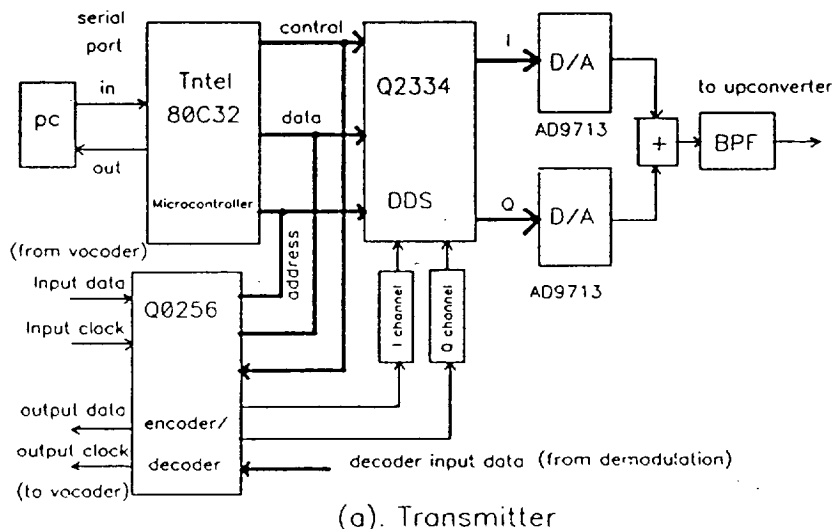 serial
port
control
Tntel
80C32
Microcontroller
pc
in
out
data
address
Q2334
DDS
I
D/A
AD9713
Q
D/A
AD9713
+
to upconverter
BPF
(from vocoder)
Input data
Input clock
Q0256
encoder/
decoder
output data
output clock
(to vocoder)
I channel
Q channel
decoder input data (from demodulation)
(a). Transmitter